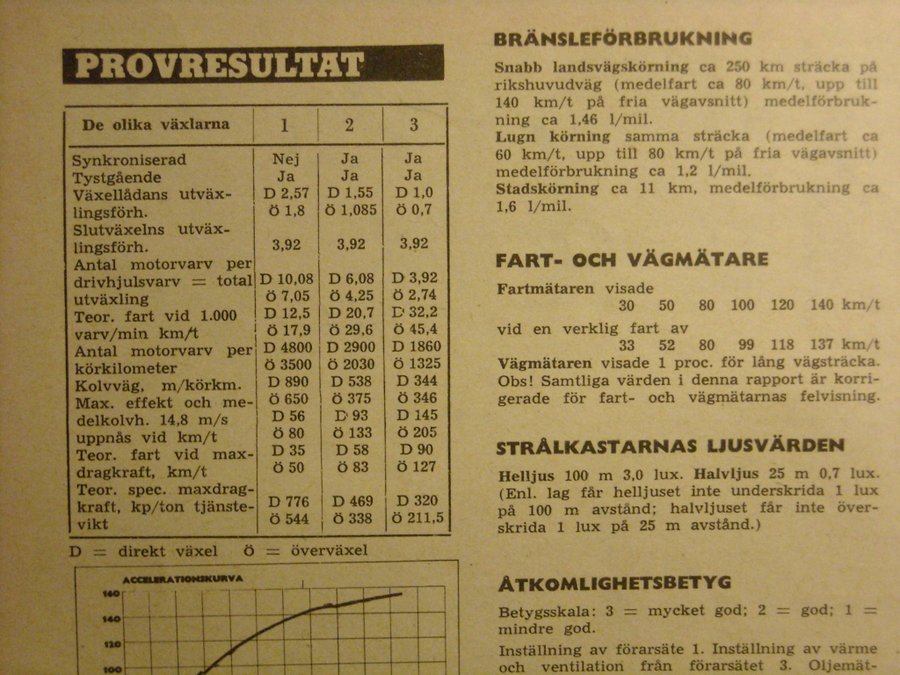 PROVRESULTAT
De olika växlarna 1 2 3
Synkroniserad Nej Ja Ja
Tystgående Ja Ja Ja
Växellådans utväx- D 2,57 D 1,55 D 1,0
lingsförh. Ö 1,8 Ö 1,085 Ö 0,7
Slutväxelns utväx-
lingsförh. 3,92 3,92 3,92
Antal motorvarv per
drivhjulsvarv = total D 10,08 D 6,08 D 3,92
utväxling Ö 7,05 Ö 4,25 Ö 2,74
Teor. fart vid 1.000 D 12,5 D 20,7 D 32,2
varv/min km/t Ö 17,9 Ö 29,6 Ö 45,4
Antal motorvarv per D 4800 D 2900 D 1860
körkilometer Ö 3500 Ö 2030 Ö 1325
Kolvväg, m/körkm. D 890 D 538 D 344
Max. effekt och me- Ö 650 Ö 375 Ö 346
delkolvh. 14,8 m/s D 56 D 93 D 145
uppnås vid km/t Ö 80 Ö 133 Ö 205
Teor. fart vid max- D 35 D 58 D 90
dragkraft, km/t Ö 50 Ö 83 Ö 127
Teor. spec. maxdrag-
kraft, kp/ton tjänste- D 776 D 469 D 320
vikt Ö 544 Ö 338 Ö 211,5
D = direkt växel Ö = överväxel
ACCELERATIONSKURVA
160
140
120
100
BRÄNSLEFÖRBRUKNING
Snabb landsvägskörning ca 250 km sträcka på
rikshuvudväg (medelfart ca 80 km/t, upp till
140 km/t på fria vägavsnitt) medelförbruk-
ning ca 1,46 l/mil.
Lugn körning samma sträcka (medelfart ca
60 km/t, upp till 80 km/t på fria vägavsnitt)
medelförbrukning ca 1,2 l/mil.
Stadskörning ca 11 km, medelförbrukning ca
1,6 l/mil.
FART- OCH VÄGMÄTARE
Fartmätaren visade
30 50 80 100 120 140 km/t
vid en verklig fart av
33 52 80 99 118 137 km/t
Vägmätaren visade 1 proc. för lång vägsträcka.
Obs! Samtliga värden i denna rapport är korri-
gerade för fart- och vägmätarnas felvisning.
STRÅLKASTARNAS LJUSVÄRDEN
Helljus 100 m 3,0 lux. Halvljus 25 m 0,7 lux.
(Enl. lag får helljuset inte underskrida 1 lux
på 100 m avstånd; halvljuset får inte över-
skrida 1 lux på 25 m avstånd.)
ÅTKOMLIGHETSBETYG
Betygsskala: 3 = mycket god; 2 = god; 1 =
mindre god.
Inställning av förarsäte 1. Inställning av värme
och ventilation från förarsätet 3. Oljemät-